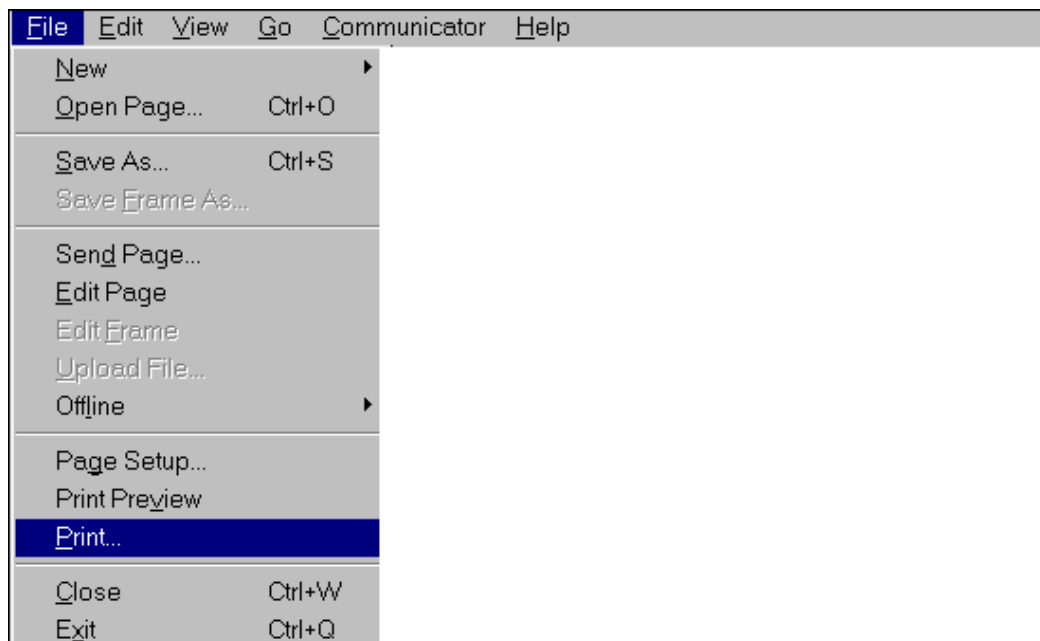 File Edit View Go Communicator Help
New
Open Page... Ctrl+O
Save As... Ctrl+S
Save Frame As...
Send Page...
Edit Page
Edit Frame
Upload File...
Offline
Page Setup...
Print Preview
Print...
Close Ctrl+W
Exit Ctrl+Q